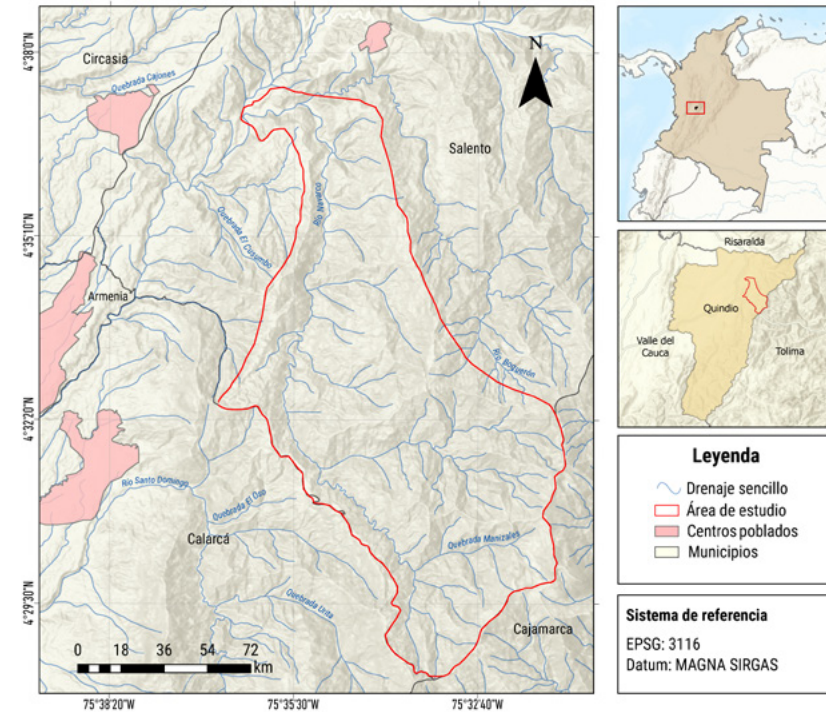 N
4°38'0"N
4°35'10"N
4°32'20"N
4°29'30"N
Circasia
Quebrada Cajones
Salento
Río Navarco
Quebrada El Cusumbo
Armenia
Río Boquerón
Río Santo Domingo
Quebrada El Oso
Calarcá
Quebrada Manizales
Cajamarca
0 18 36 54 72
km
75°38'20"W 75°35'30"W 75°32'40"W
Risaralda
Quindio
Valle del
Cauca
Tolima
Leyenda
Drenaje sencillo
Área de estudio
Centros poblados
Municipios
Sistema de referencia
EPSG: 3116
Datum: MAGNA SIRGAS